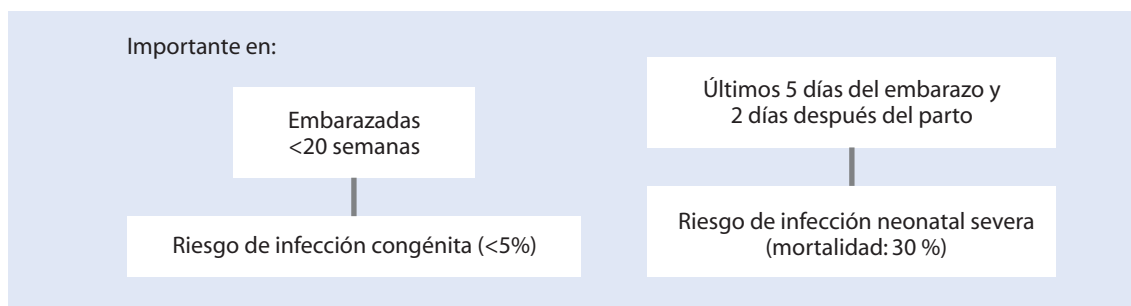 Importante en:
Embarazadas
<20 semanas
Riesgo de infección congénita (<5%)
Últimos 5 días del embarazo y
2 días después del parto
Riesgo de infección neonatal severa
(mortalidad: 30 %)